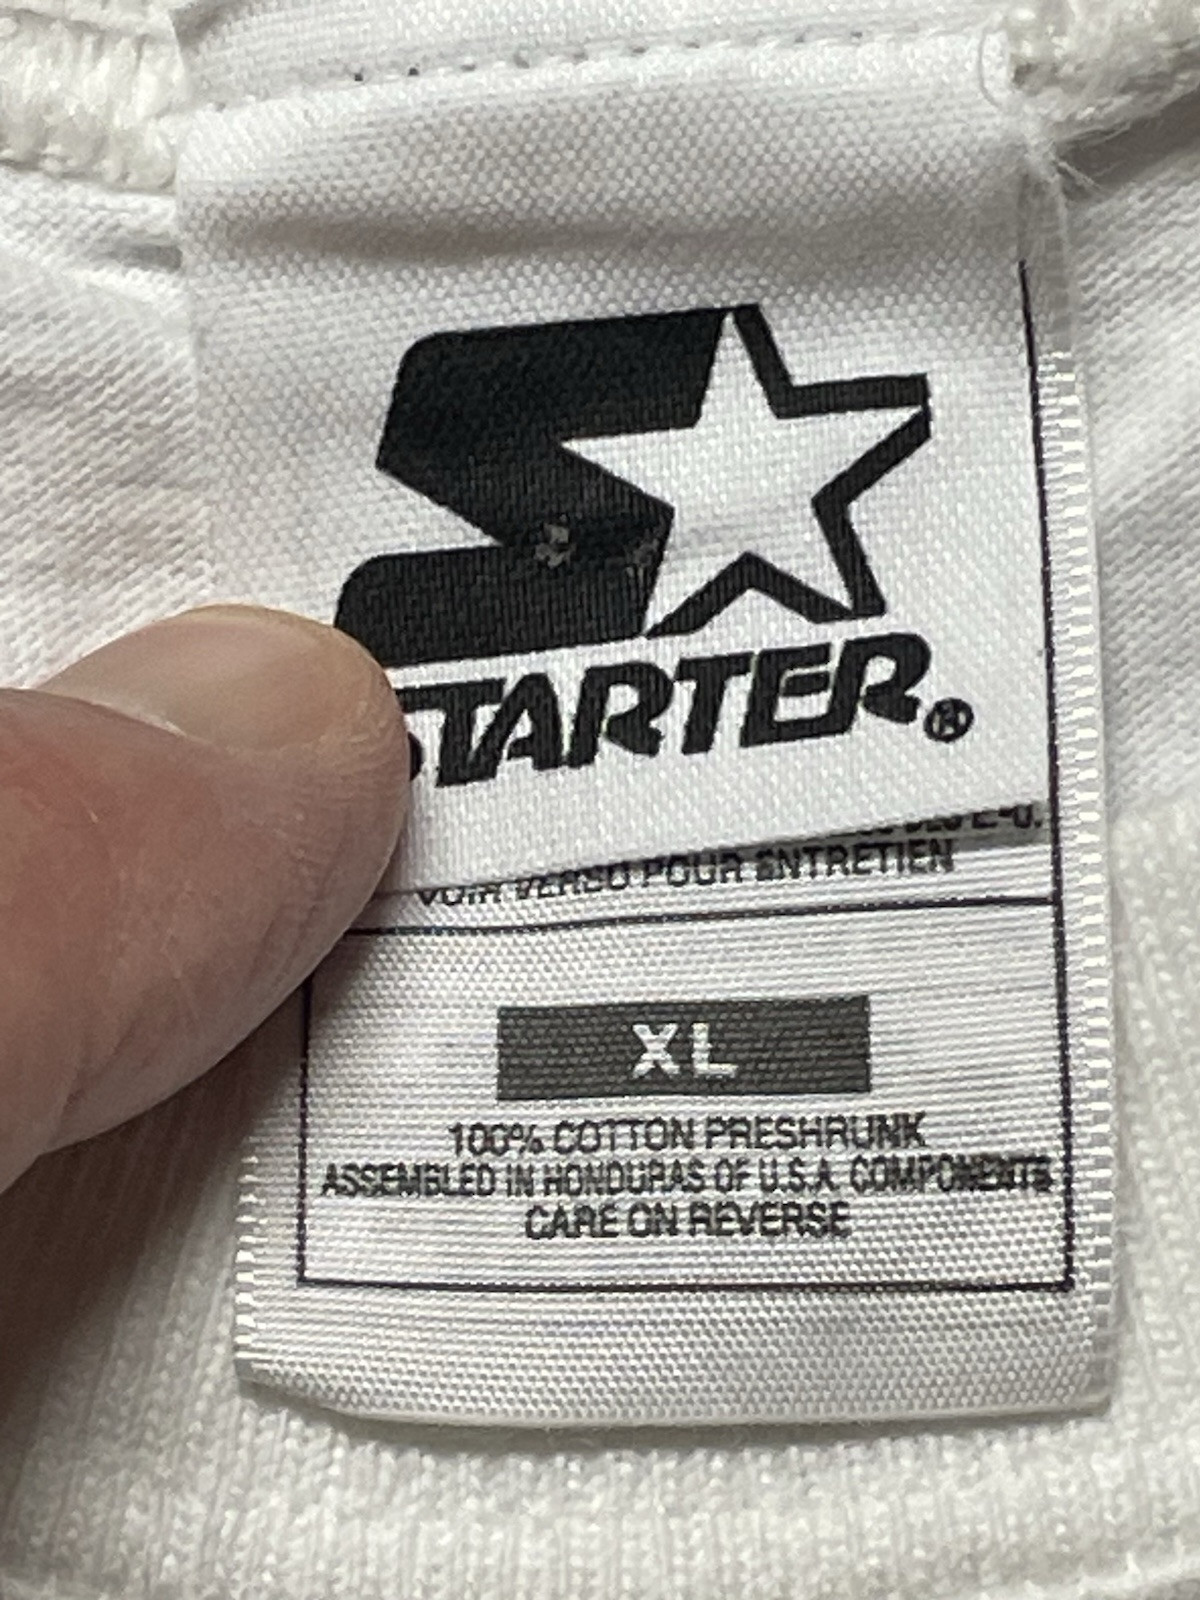 STARTER®
VOIR VERSO POUR ENTRETIEN
XL
100% COTTON PRESHRUNK
ASSEMBLED IN HONDURAS OF U.S.A. COMPONENTS
CARE ON REVERSE